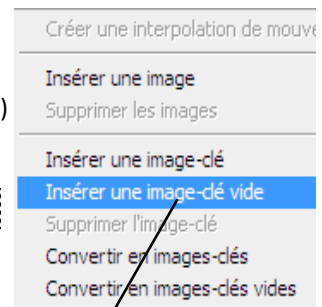 Créer une interpolation de mouve
Insérer une image
)
Supprimer les images
Insérer une image-clé
Insérer une image-clé vide
Supprimer l'image-clé
Convertir en images-clés
Convertir en images-clés vides